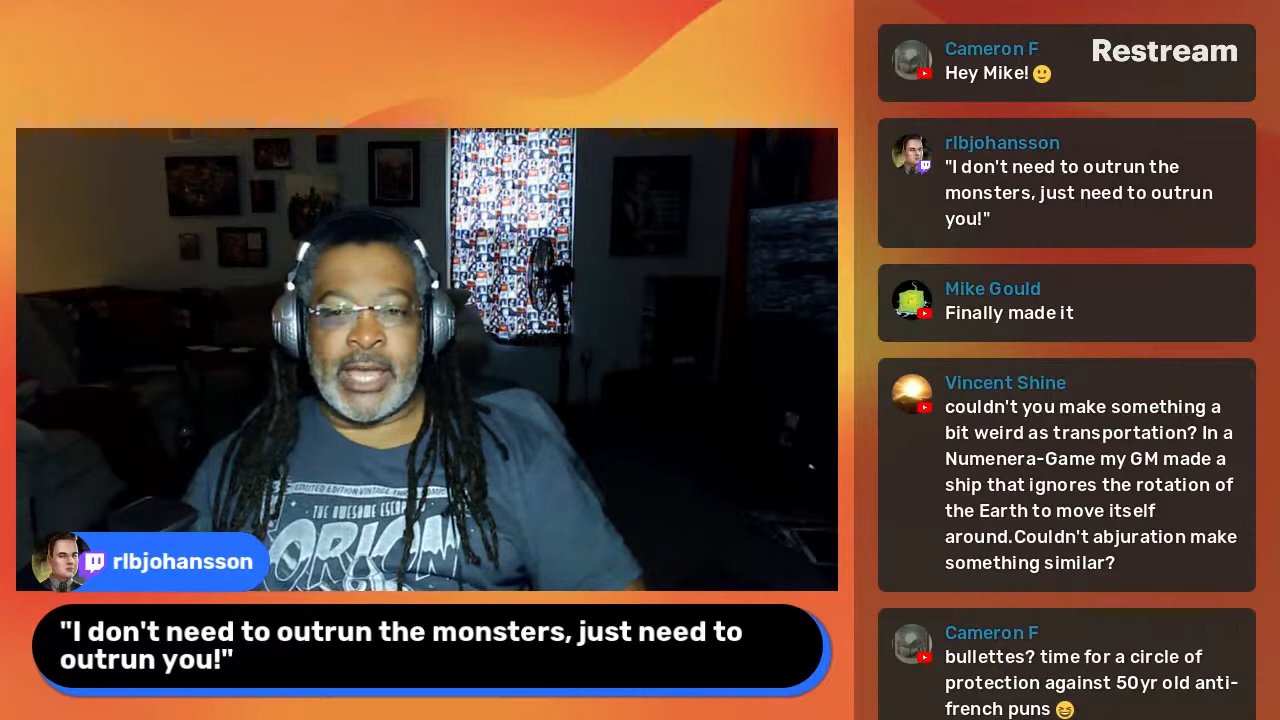 Cameron F
Restream
Hey Mike! 🙂
rlbjohansson
"I don't need to outrun the
monsters, just need to outrun
you!"
Mike Gould
Finally made it
Vincent Shine
couldn't you make something a
bit weird as transportation? In a
Numenera-Game my GM made a
ship that ignores the rotation of
the Earth to move itself
around.Couldn't abjuration make
something similar?
Cameron F
bullettes? time for a circle of
protection against 50yr old anti-
french puns 😆
THE AWESOME ESCAPE
ORION
rlbjohansson
"I don't need to outrun the monsters, just need to
outrun you!"